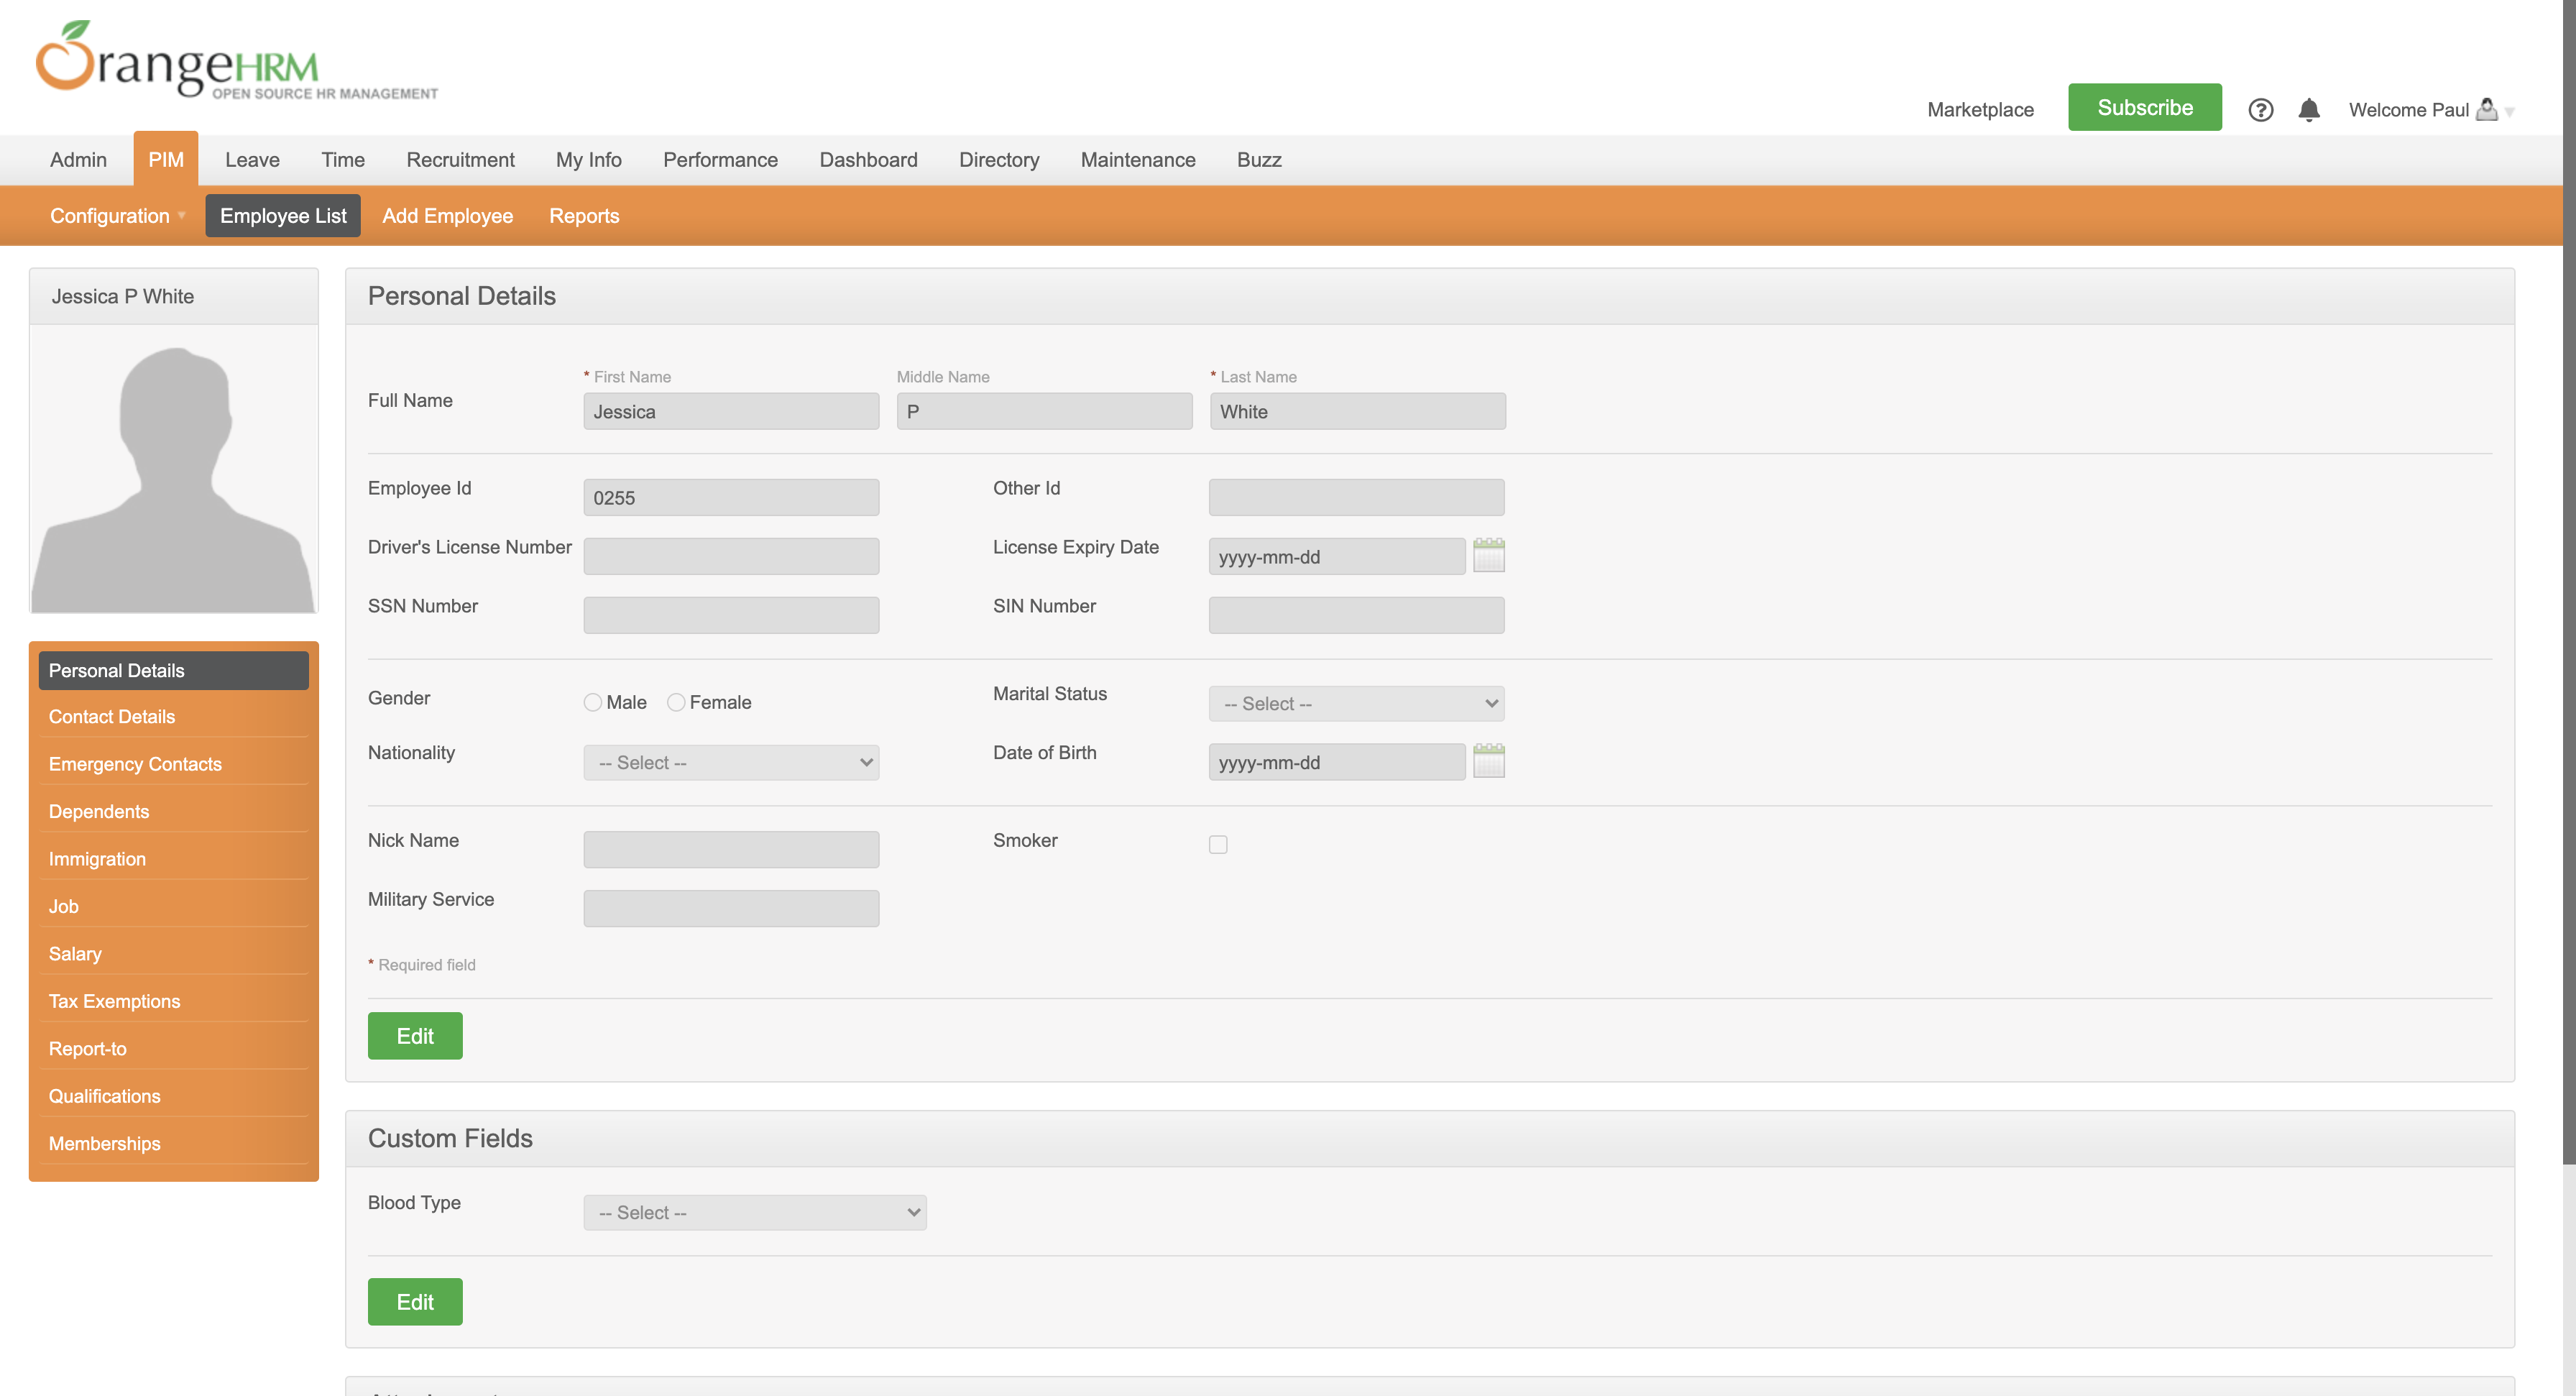 OrangeHRM
OPEN SOURCE HR MANAGEMENT
Marketplace Subscribe ? Welcome Paul
Admin PIM Leave Time Recruitment My Info Performance Dashboard Directory Maintenance Buzz
Configuration Employee List Add Employee Reports
Jessica P White
Personal Details
Contact Details
Emergency Contacts
Dependents
Immigration
Job
Salary
Tax Exemptions
Report-to
Qualifications
Memberships
Personal Details
* First Name Middle Name * Last Name
Full Name Jessica P White
Employee Id 0255 Other Id
Driver's License Number License Expiry Date yyyy-mm-dd
SSN Number SIN Number
Gender Male Female Marital Status -- Select --
Nationality -- Select -- Date of Birth yyyy-mm-dd
Nick Name Smoker
Military Service
* Required field
Edit
Custom Fields
Blood Type -- Select --
Edit